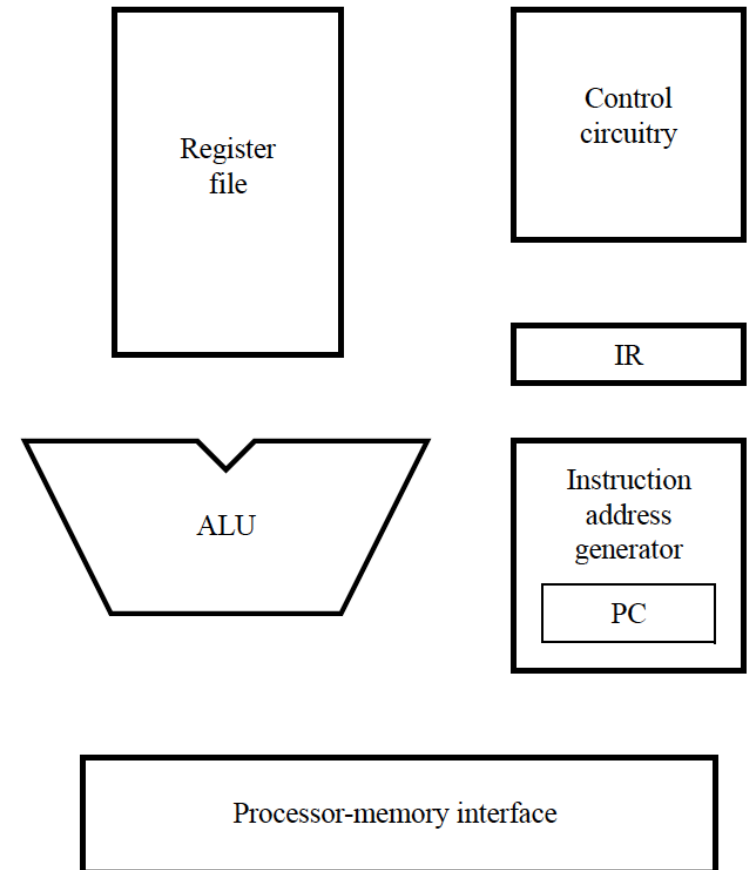 Register
file
Control
circuitry
IR
ALU
Instruction
address
generator
PC
Processor-memory interface